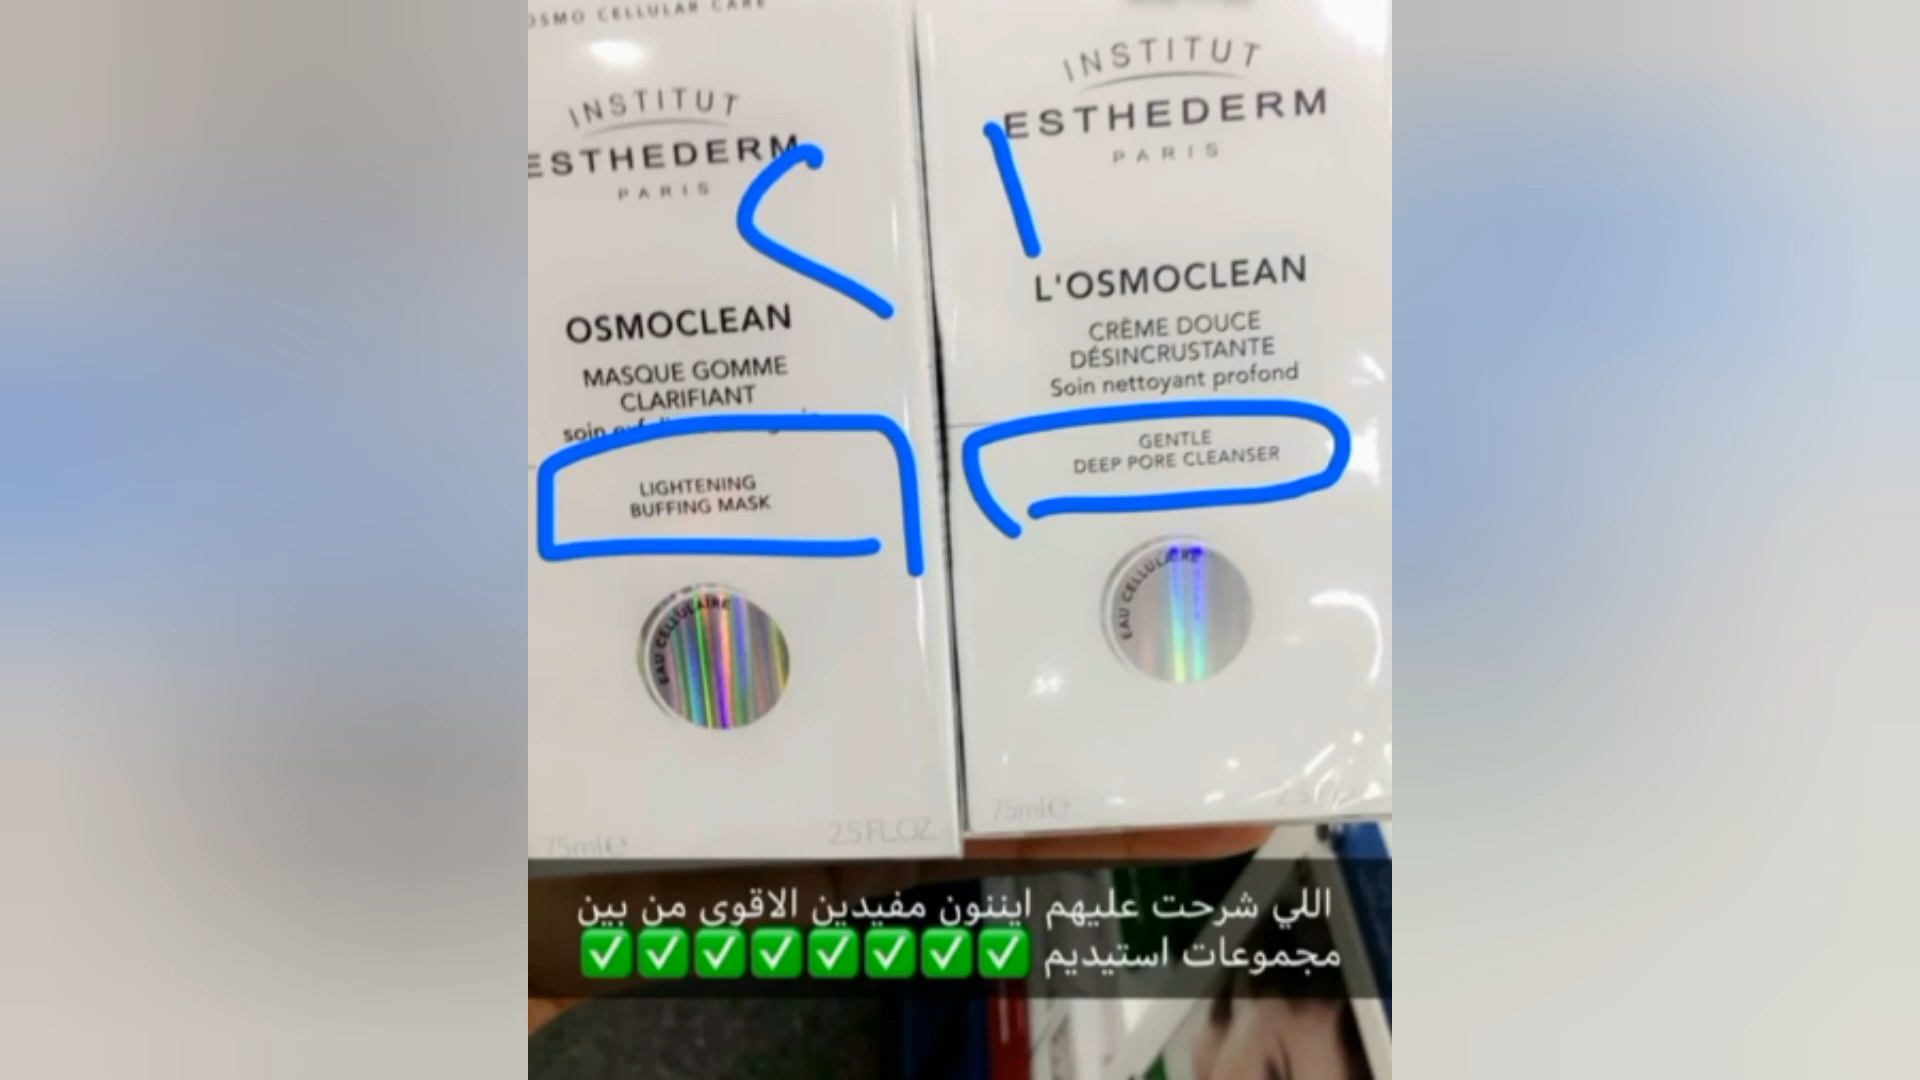 OSMO CELLULAR CARE
INSTITUT
ESTHEDERM
PARIS
OSMOCLEAN
MASQUE GOMME
CLARIFIANT
soin
LIGHTENING
BUFFING MASK
EAU CELLULAIRE
75ml e
2.5 FL.OZ
INSTITUT
ESTHEDERM
PARIS
L'OSMOCLEAN
CRÈME DOUCE
DÉSINCRUSTANTE
Soin nettoyant profond
GENTLE
DEEP PORE CLEANSER
EAU CELLULAIRE
75ml e
اللي شرحت عليهم ايننون مفيدين الاقوى من بين
مجموعات استيديم ✅✅✅✅✅✅✅✅